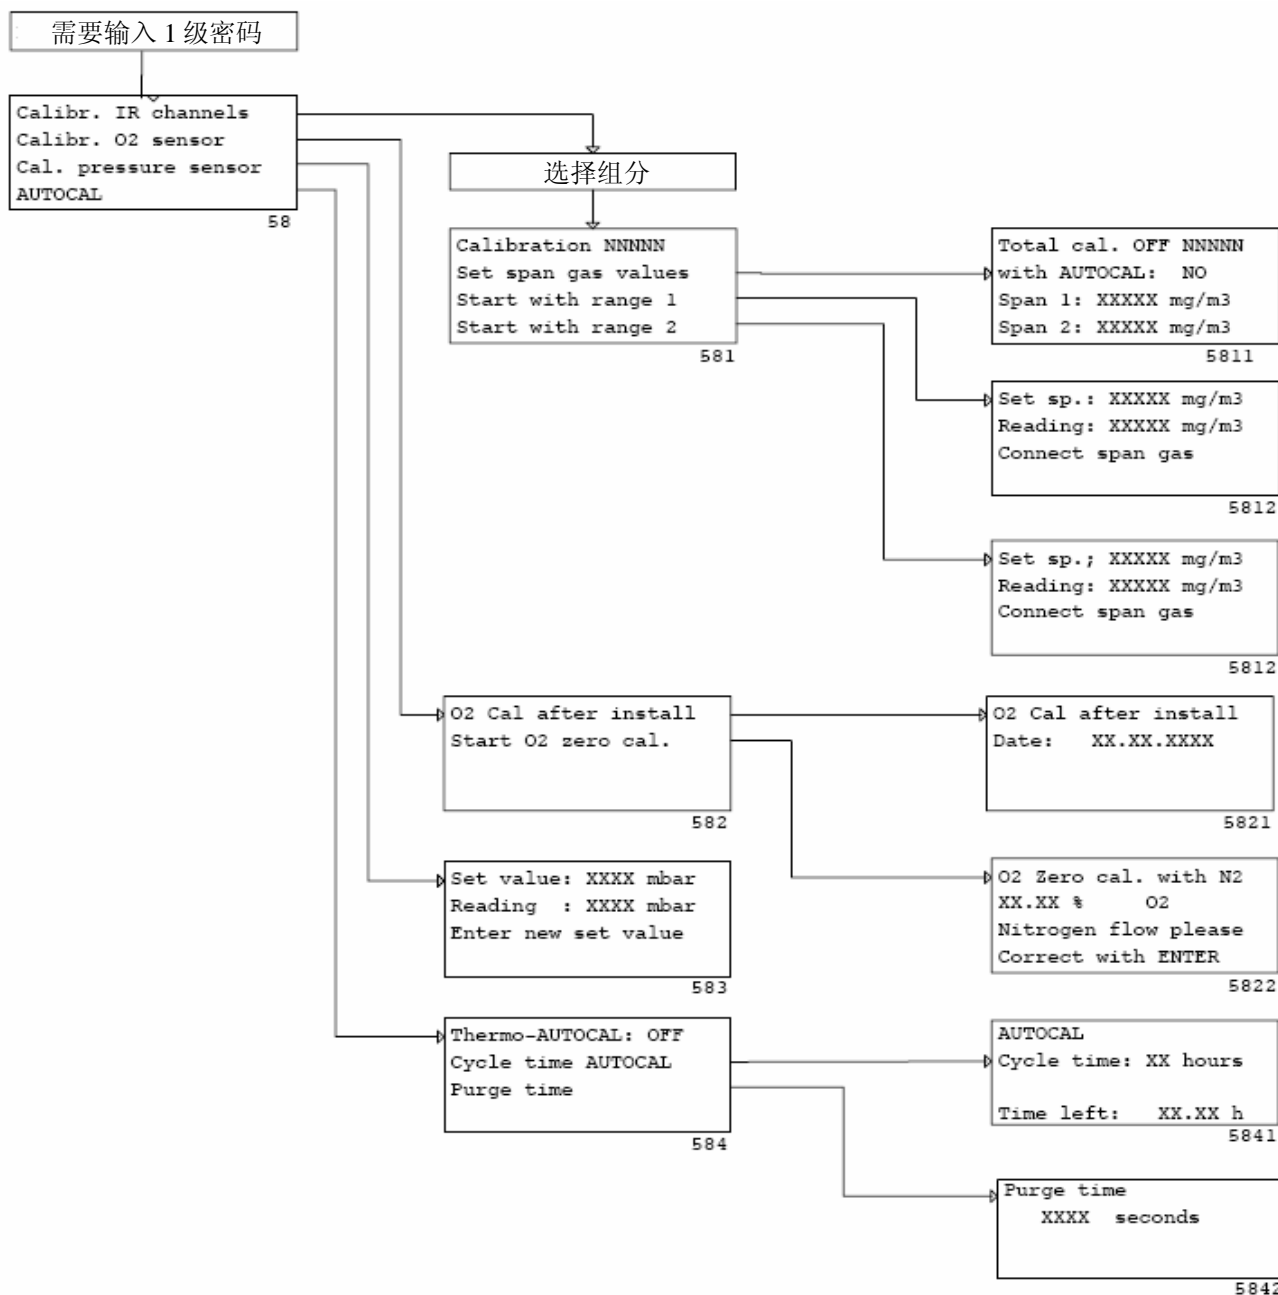 需要输入 1 级密码
Calibr. IR channels
Calibr. O2 sensor
Cal. pressure sensor
AUTOCAL
58
选择组分
Calibration NNNNN
Set span gas values
Start with range 1
Start with range 2
581
Total cal. OFF NNNNN
with AUTOCAL: NO
Span 1: XXXXX mg/m3
Span 2: XXXXX mg/m3
5811
Set sp.: XXXXX mg/m3
Reading: XXXXX mg/m3
Connect span gas
5812
Set sp.; XXXXX mg/m3
Reading: XXXXX mg/m3
Connect span gas
5812
O2 Cal after install
Start O2 zero cal.
582
O2 Cal after install
Date: XX.XX.XXXX
5821
O2 Zero cal. with N2
XX.XX % O2
Nitrogen flow please
Correct with ENTER
5822
Set value: XXXX mbar
Reading : XXXX mbar
Enter new set value
583
Thermo-AUTOCAL: OFF
Cycle time AUTOCAL
Purge time
584
AUTOCAL
Cycle time: XX hours
Time left: XX.XX h
5841
Purge time
XXXX seconds
5842